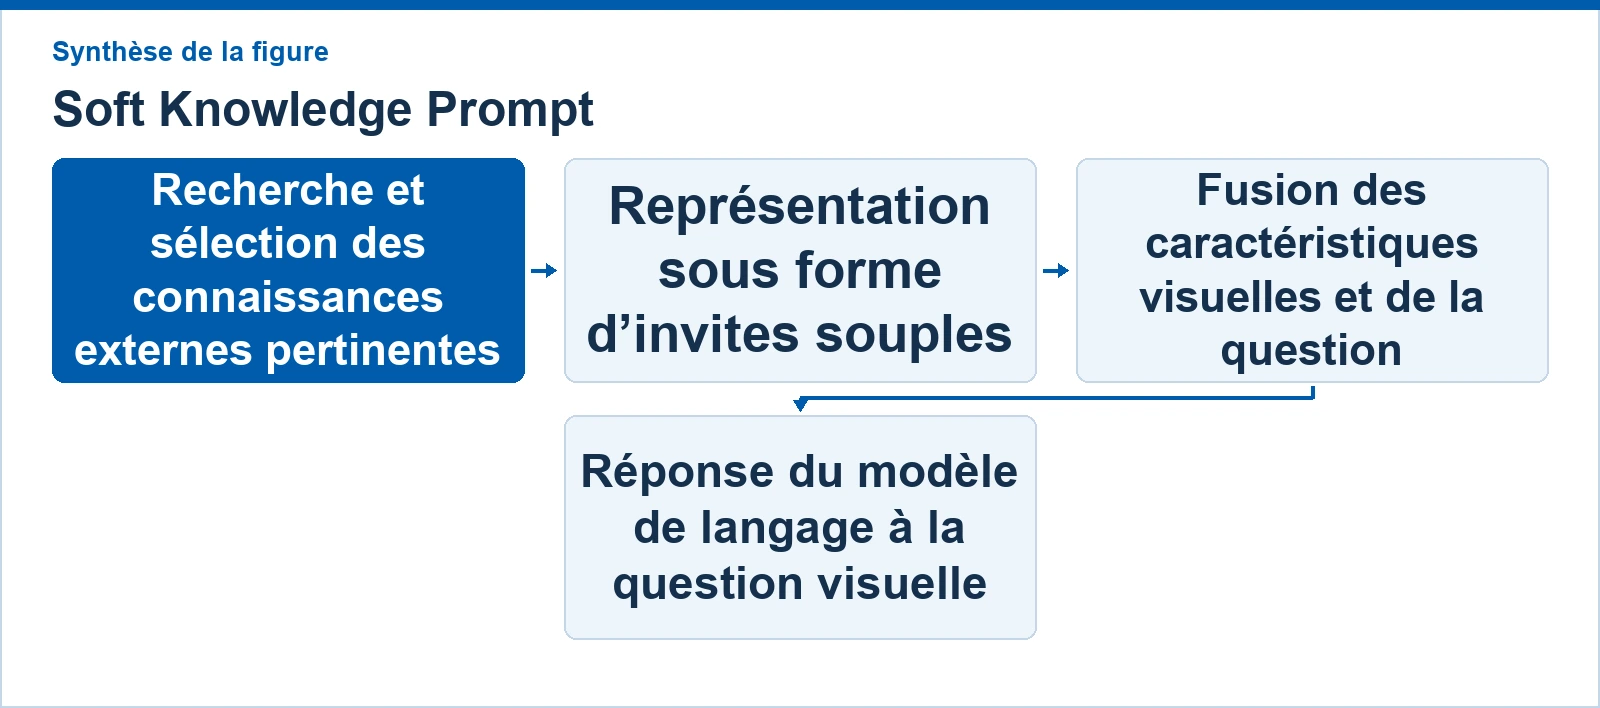 Synthèse de la figure
Soft Knowledge Prompt
Recherche et
sélection des
connaissances
externes pertinentes
Représentation
sous forme
d’invites souples
Fusion des
caractéristiques
visuelles et de la
question
Réponse du modèle
de langage à la
question visuelle